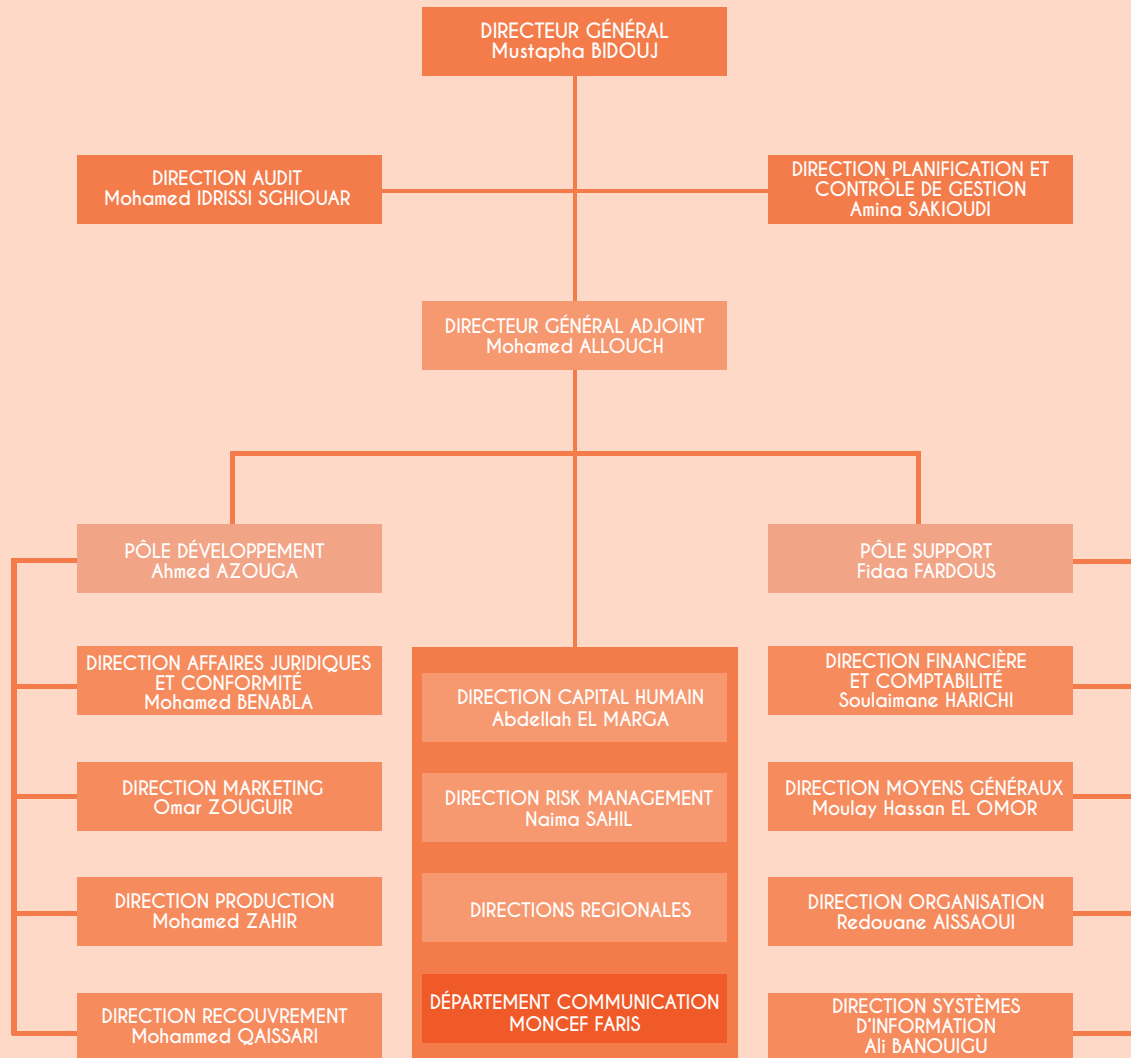 DIRECTEUR GÉNÉRAL
Mustapha BIDOUJ
DIRECTION AUDIT
Mohamed IDRISSI SGHIOUAR
DIRECTION PLANIFICATION ET
CONTRÔLE DE GESTION
Amina SAKIOUDI
DIRECTEUR GÉNÉRAL ADJOINT
Mohamed ALLOUCH
PÔLE DÉVELOPPEMENT
Ahmed AZOUGA
DIRECTION AFFAIRES JURIDIQUES
ET CONFORMITÉ
Mohamed BENABLA
DIRECTION MARKETING
Omar ZOUGUIR
DIRECTION PRODUCTION
Mohamed ZAHIR
DIRECTION RECOUVREMENT
Mohammed QAISSARI
DIRECTION CAPITAL HUMAIN
Abdellah EL MARGA
DIRECTION RISK MANAGEMENT
Naima SAHIL
DIRECTIONS REGIONALES
DÉPARTEMENT COMMUNICATION
MONCEF FARIS
PÔLE SUPPORT
Fidaa FARDOUS
DIRECTION FINANCIÈRE
ET COMPTABILITÉ
Soulaimane HARICHI
DIRECTION MOYENS GÉNÉRAUX
Moulay Hassan EL OMOR
DIRECTION ORGANISATION
Redouane AISSAOUI
DIRECTION SYSTÈMES
D'INFORMATION
Ali BANOUIGU